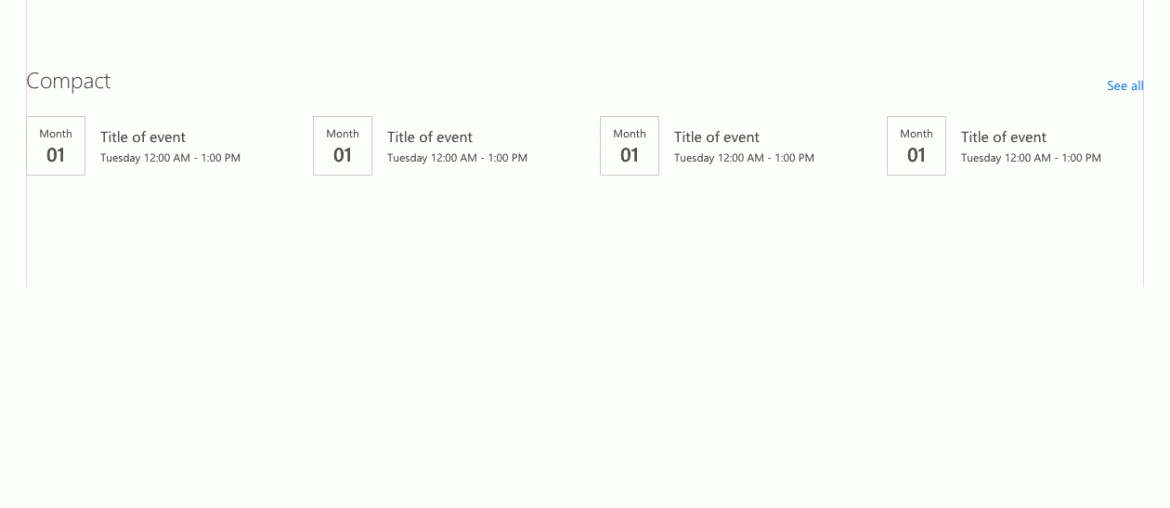 Compact
See all
Month
01
Title of event
Tuesday 12:00 AM - 1:00 PM
Month
01
Title of event
Tuesday 12:00 AM - 1:00 PM
Month
01
Title of event
Tuesday 12:00 AM - 1:00 PM
Month
01
Title of event
Tuesday 12:00 AM - 1:00 PM